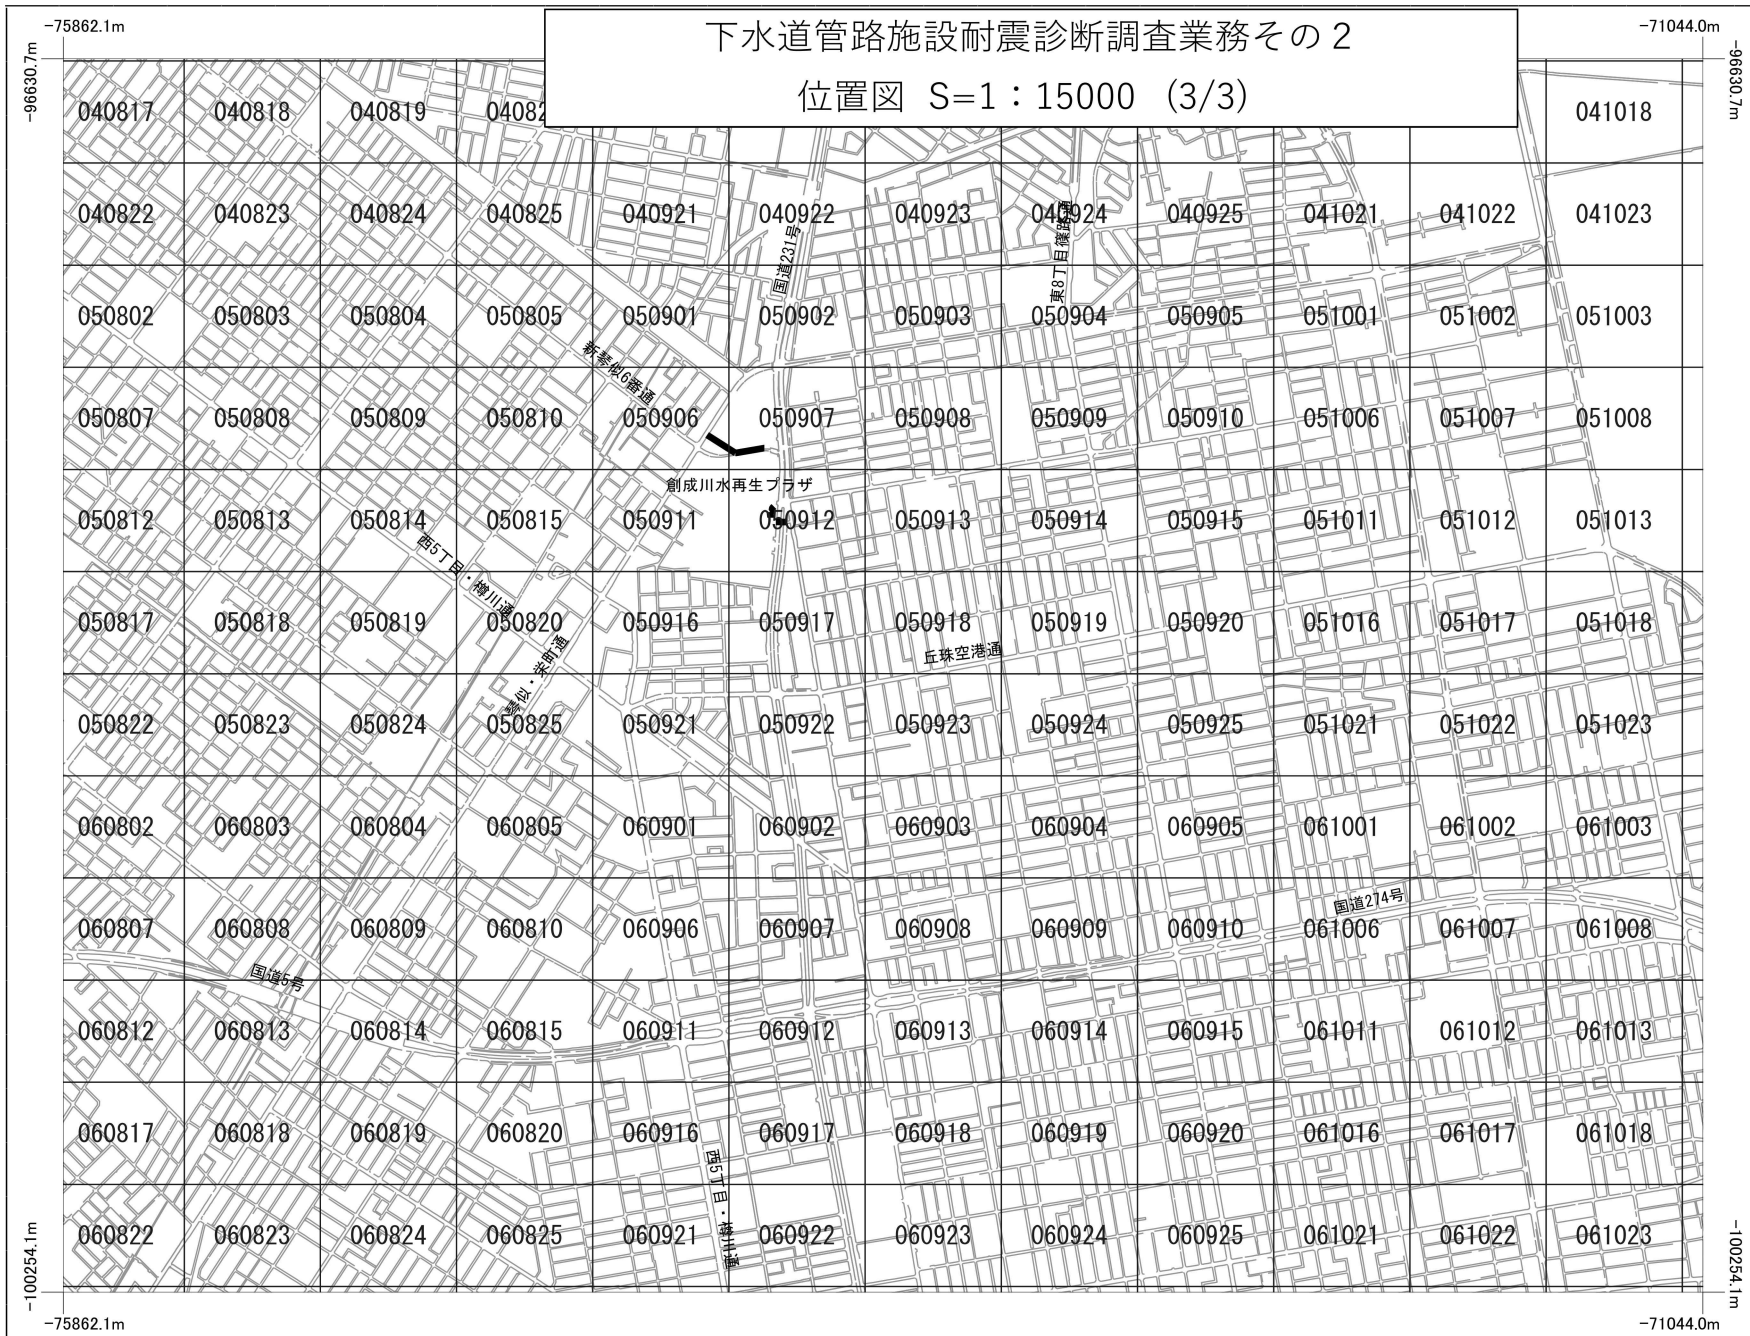 下水道管路施設耐震診断調査業務その２
位置図 S=1：15000 (3/3)
-75862.1m
-71044.0m
-96630.7m
-96630.7m
040817 040818 040819 041018
040822 040823 040824 040825 040921 040922 040923 040924 040925 041021 041022 041023
国道231号
東8丁目篠路通
050802 050803 050804 050805 050901 050902 050903 050904 050905 051001 051002 051003
新琴似6番通
050807 050808 050809 050810 050906 050907 050908 050909 050910 051006 051007 051008
創成川水再生プラザ
050812 050813 050814 050815 050911 050912 050913 050914 050915 051011 051012 051013
西5丁目・樽川通
050817 050818 050819 050820 050916 050917 050918 050919 050920 051016 051017 051018
琴似・栄町通
丘珠空港通
050822 050823 050824 050825 050921 050922 050923 050924 050925 051021 051022 051023
060802 060803 060804 060805 060901 060902 060903 060904 060905 061001 061002 061003
国道274号
060807 060808 060809 060810 060906 060907 060908 060909 060910 061006 061007 061008
国道5号
060812 060813 060814 060815 060911 060912 060913 060914 060915 061011 061012 061013
060817 060818 060819 060820 060916 060917 060918 060919 060920 061016 061017 061018
西5丁目・樽川通
060822 060823 060824 060825 060921 060922 060923 060924 060925 061021 061022 061023
-100254.1m
-100254.1m
-75862.1m
-71044.0m